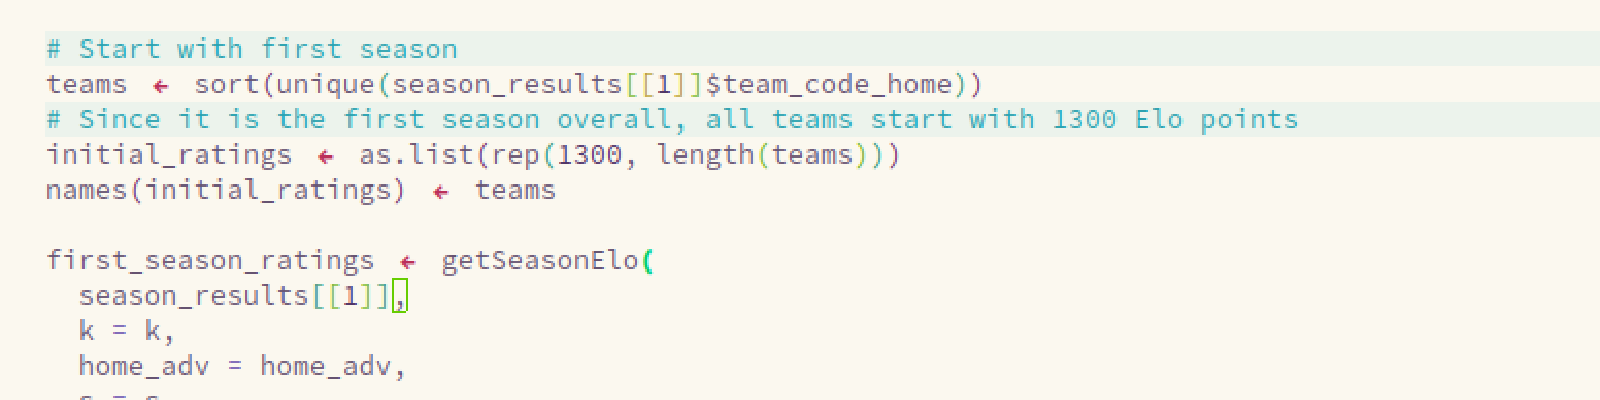 # Start with first season
teams ← sort(unique(season_results[[1]]$team_code_home))
# Since it is the first season overall, all teams start with 1300 Elo points
initial_ratings ← as.list(rep(1300, length(teams)))
names(initial_ratings) ← teams
first_season_ratings ← getSeasonElo(
season_results[[1]],
k = k,
home_adv = home_adv,